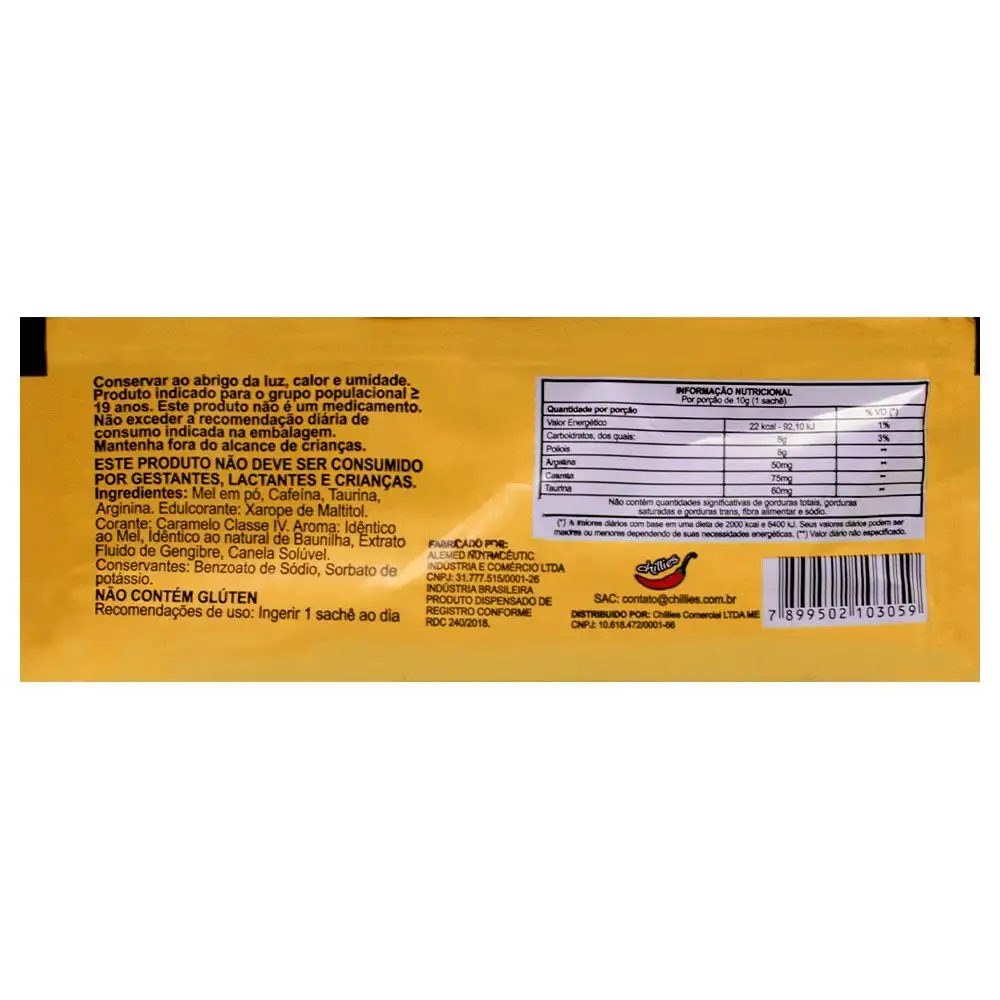 Conservar ao abrigo da luz, calor e umidade.
Produto indicado para o grupo populacional ≥
19 anos. Este produto não é um medicamento.
Não exceder a recomendação diária de
consumo indicada na embalagem.
Mantenha fora do alcance de crianças.
ESTE PRODUTO NÃO DEVE SER CONSUMIDO
POR GESTANTES, LACTANTES E CRIANÇAS.
Ingredientes: Mel em pó, Cafeína, Taurina,
Arginina. Edulcorante: Xarope de Maltitol.
Corante: Caramelo Classe IV. Aroma: Idêntico
ao Mel, Idêntico ao natural de Baunilha, Extrato
Fluido de Gengibre, Canela Solúvel.
Conservantes: Benzoato de Sódio, Sorbato de
potássio.
NÃO CONTÉM GLÚTEN
Recomendações de uso: Ingerir 1 sachê ao dia
FABRICADO POR:
ALEMED NUTRACÊUTIC
INDÚSTRIA E COMÉRCIO LTDA
CNPJ: 31.777.515/0001-26
INDÚSTRIA BRASILEIRA
PRODUTO DISPENSADO DE
REGISTRO CONFORME
RDC 240/2018.
INFORMAÇÃO NUTRICIONAL
Por porção de 10g (1 sachê)
Quantidade por porção % VD (*)
Valor Energético 22 kcal - 92,10 kJ 1%
Carboidratos, dos quais: 8g 3%
Poliois 8g **
Arginina 50mg **
Cafeína 75mg **
Taurina 60mg **
Não contém quantidades significativas de gorduras totais, gorduras
saturadas e gorduras trans, fibra alimentar e sódio.
(*) % Valores diários com base em uma dieta de 2000 kcal e 8400 kJ. Seus valores diários podem ser
maiores ou menores dependendo de suas necessidades energéticas. (**) Valor diário não especificado.
chillies
SAC: contato@chillies.com.br
DISTRIBUIDO POR: Chillies Comercial LTDA ME
CNPJ: 10.618.472/0001-66
7 899502 103059